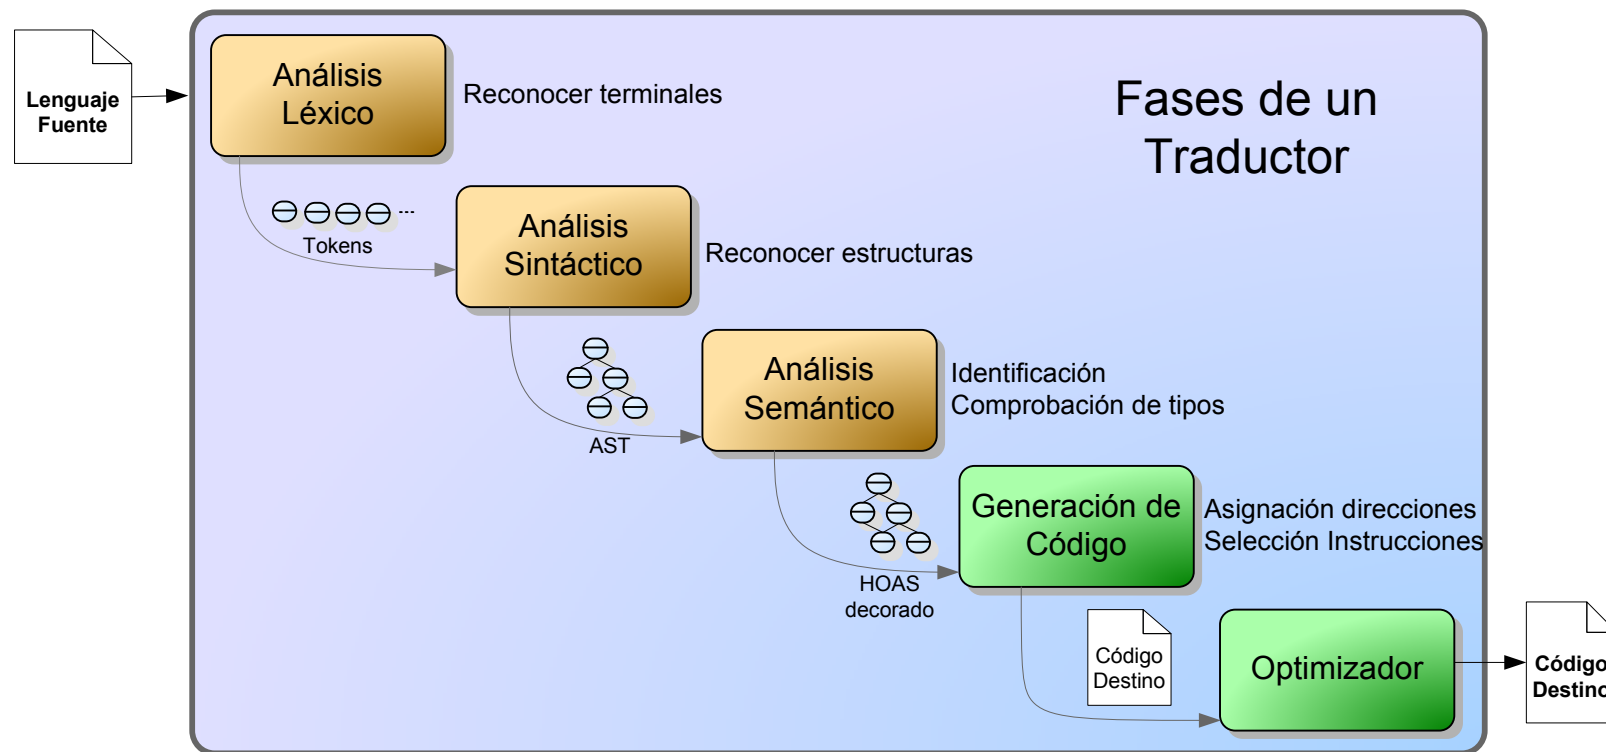 Lenguaje
Fuente
Análisis
Léxico
Reconocer terminales
Fases de un
Traductor
...
Tokens
Análisis
Sintáctico
Reconocer estructuras
AST
Análisis
Semántico
Identificación
Comprobación de tipos
HOAS
decorado
Generación de
Código
Asignación direcciones
Selección Instrucciones
Código
Destino
Optimizador
Código
Destino